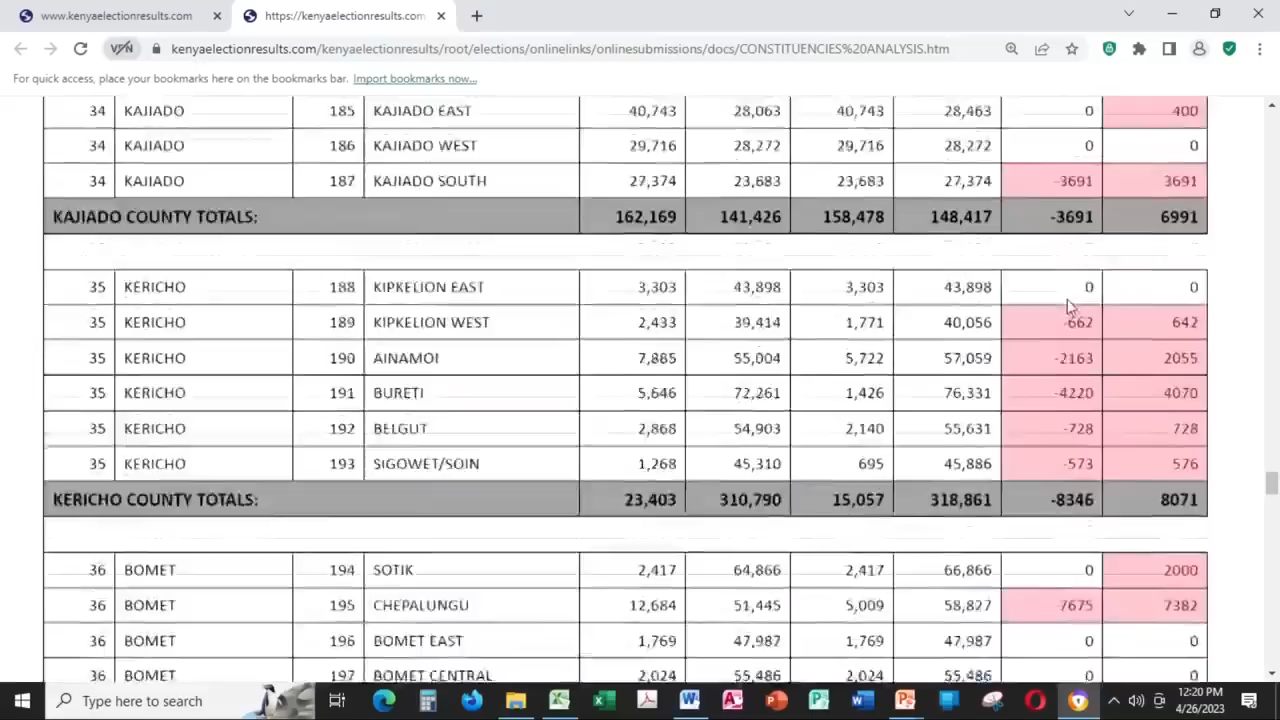 www.kenyaelectionresults.com
https://kenyaelectionresults.com
VPN kenyaelectionresults.com/kenyaelectionresults/root/elections/onlinelinks/onlinesubmissions/docs/CONSTITUENCIES%20ANALYSIS.htm
For quick access, place your bookmarks here on the bookmarks bar. Import bookmarks now...
34 KAJIADO 185 KAJIADO EAST 40,743 28,063 40,743 28,463 0 400
34 KAJIADO 186 KAJIADO WEST 29,716 28,272 29,716 28,272 0 0
34 KAJIADO 187 KAJIADO SOUTH 27,374 23,683 23,683 27,374 -3691 3691
KAJIADO COUNTY TOTALS: 162,169 141,426 158,478 148,417 -3691 6991
35 KERICHO 188 KIPKELION EAST 3,303 43,898 3,303 43,898 0 0
35 KERICHO 189 KIPKELION WEST 2,433 39,414 1,771 40,056 -662 642
35 KERICHO 190 AINAMOI 7,885 55,004 5,722 57,059 -2163 2055
35 KERICHO 191 BURETI 5,646 72,261 1,426 76,331 -4220 4070
35 KERICHO 192 BELGUT 2,868 54,903 2,140 55,631 -728 728
35 KERICHO 193 SIGOWET/SOIN 1,268 45,310 695 45,886 -573 576
KERICHO COUNTY TOTALS: 23,403 310,790 15,057 318,861 -8346 8071
36 BOMET 194 SOTIK 2,417 64,866 2,417 66,866 0 2000
36 BOMET 195 CHEPALUNGU 12,684 51,445 5,009 58,827 -7675 7382
36 BOMET 196 BOMET EAST 1,769 47,987 1,769 47,987 0 0
36 BOMET 197 BOMET CENTRAL 2,024 55,486 2,024 55,486 0 0
Type here to search
12:20 PM
4/26/2023